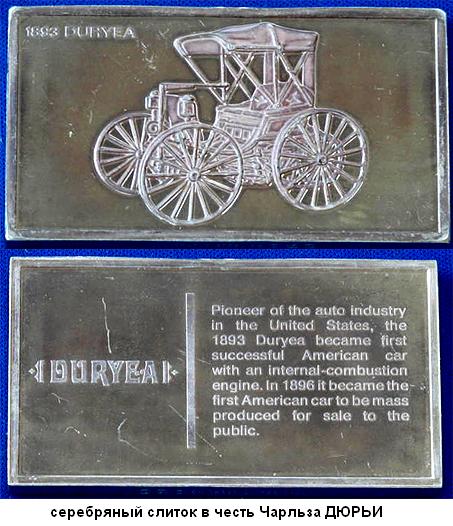 1893 DURYEA
DURYEA
Pioneer of the auto industry
in the United States, the
1893 Duryea became first
successful American car
with an internal-combustion
engine. In 1896 it became the
first American car to be mass
produced for sale to the
public.
серебряный слиток в честь Чарльза ДЮРЬИ